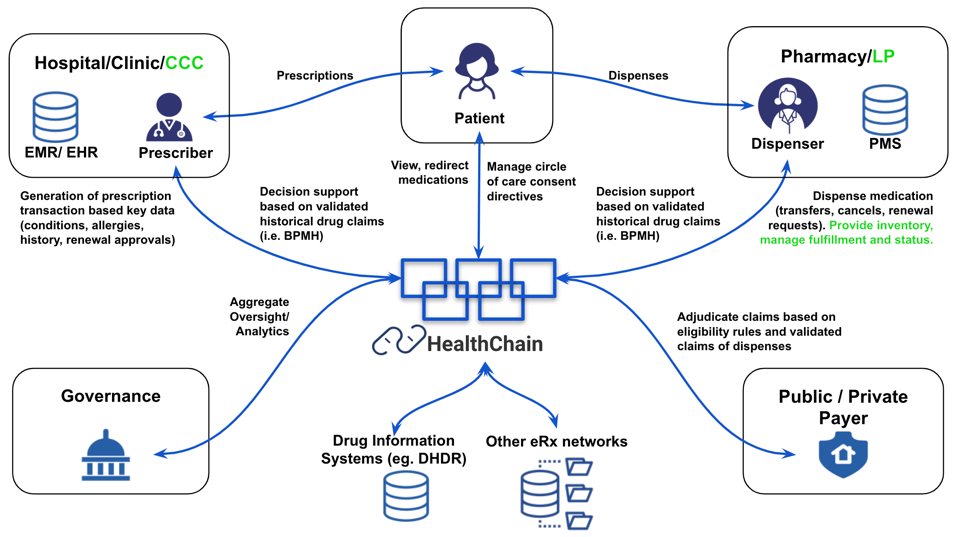 Hospital/Clinic/CCC
EMR/ EHR
Prescriber
Prescriptions
Patient
Dispenses
Pharmacy/LP
Dispenser
PMS
Generation of prescription
transaction based key data
(conditions, allergies,
history, renewal approvals)
Decision support
based on validated
historical drug claims
(i.e. BPMH)
View, redirect
medications
Manage circle
of care consent
directives
Decision support
based on validated
historical drug claims
(i.e. BPMH)
Dispense medication
(transfers, cancels, renewal
requests). Provide inventory,
manage fulfillment and status.
Aggregate
Oversight/
Analytics
HealthChain
Adjudicate claims based on
eligibility rules and validated
claims of dispenses
Governance
Drug Information
Systems (eg. DHDR)
Other eRx networks
Public / Private
Payer